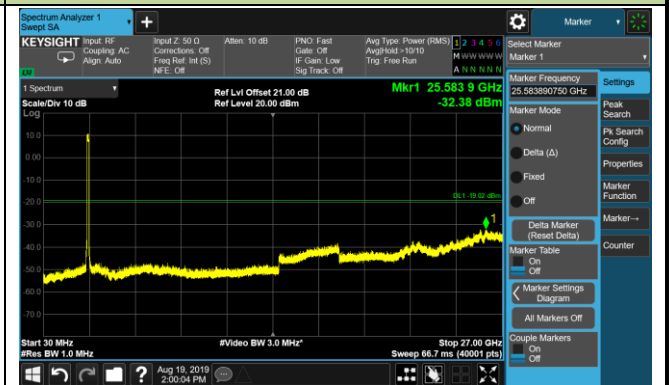 Spectrum Analyzer 1
Swept SA
+
Marker
KEYSIGHT
Input: RF
Coupling: AC
Align: Auto
Input Z: 50 Ω
Corrections: Off
Freq Ref: Int (S)
NFE: Off
Atten: 10 dB
PNO: Fast
Gate: Off
IF Gain: Low
Sig Track: Off
Avg Type: Power (RMS)
Avg|Hold:>10/10
Trig: Free Run
1 2 3 4 5 6
M W W W W W
A N N N N N
Select Marker
Marker 1
LV
1 Spectrum
Scale/Div 10 dB
Log
Ref Lvl Offset 21.00 dB
Ref Level 20.00 dBm
Mkr1 25.583 9 GHz
-32.38 dBm
10.0
0.00
-10.0
-20.0
-30.0
-40.0
-50.0
-60.0
-70.0
DL1 -19.02 dBm
1
Start 30 MHz
#Res BW 1.0 MHz
#Video BW 3.0 MHz*
Stop 27.00 GHz
Sweep 66.7 ms (40001 pts)
Marker Frequency
25.583890750 GHz
Marker Mode
Normal
Delta (Δ)
Fixed
Off
Delta Marker
(Reset Delta)
Marker Table
On
Off
Marker Settings
Diagram
All Markers Off
Couple Markers
On
Off
Settings
Peak
Search
Pk Search
Config
Properties
Marker
Function
Marker→
Counter
?
Aug 19, 2019
2:00:04 PM